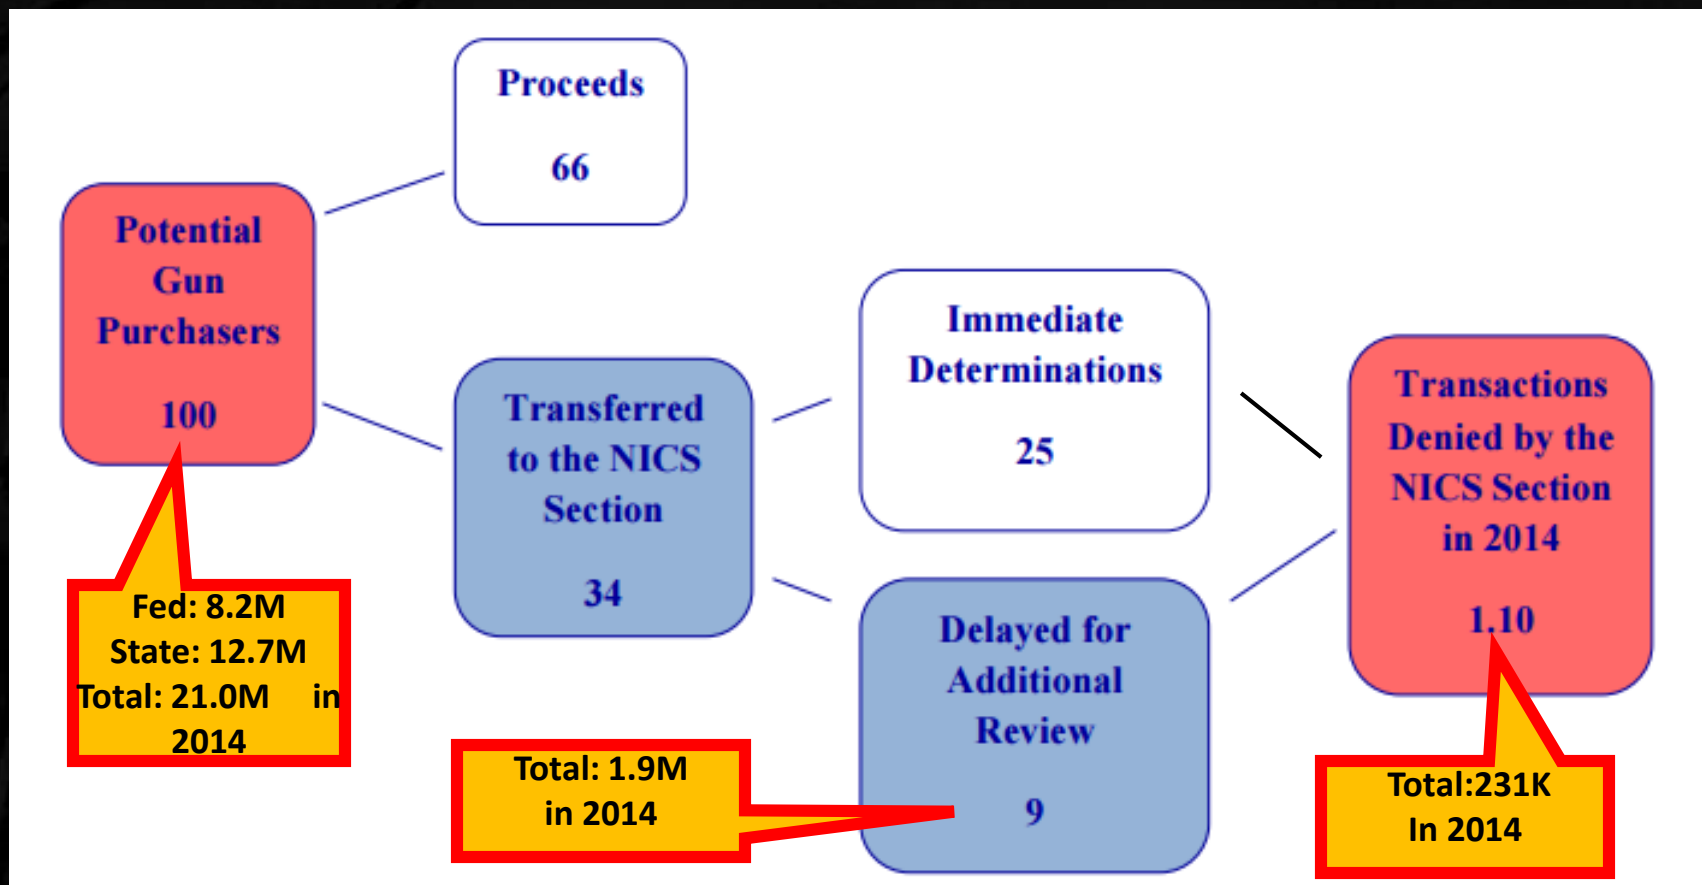 Proceeds
66
Potential
Gun
Purchasers
100
Transferred
to the NICS
Section
34
Immediate
Determinations
25
Delayed for
Additional
Review
9
Transactions
Denied by the
NICS Section
in 2014
1.10
Fed: 8.2M
State: 12.7M
Total: 21.0M in
2014
Total: 1.9M
in 2014
Total:231K
In 2014